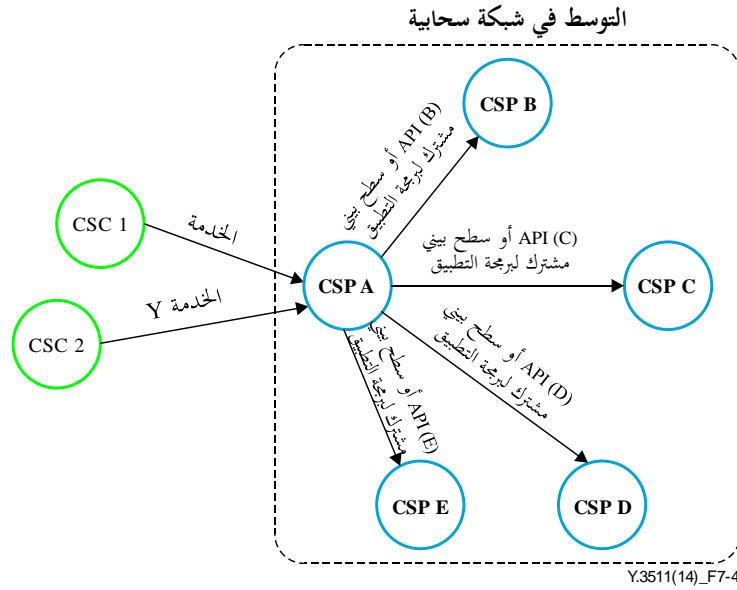 التوسط في شبكة سحابية
CSP B
API (B) أو سطح بيني
مشترك لبرمجة التطبيق
CSC 1
الخدمة
API (C) أو سطح بيني
مشترك لبرمجة التطبيق
CSP A
CSP C
الخدمة Y
CSC 2
API (D) أو سطح بيني
مشترك لبرمجة التطبيق
API (E) أو سطح بيني
مشترك لبرمجة التطبيق
CSP E
CSP D
Y.3511(14)_F7-4